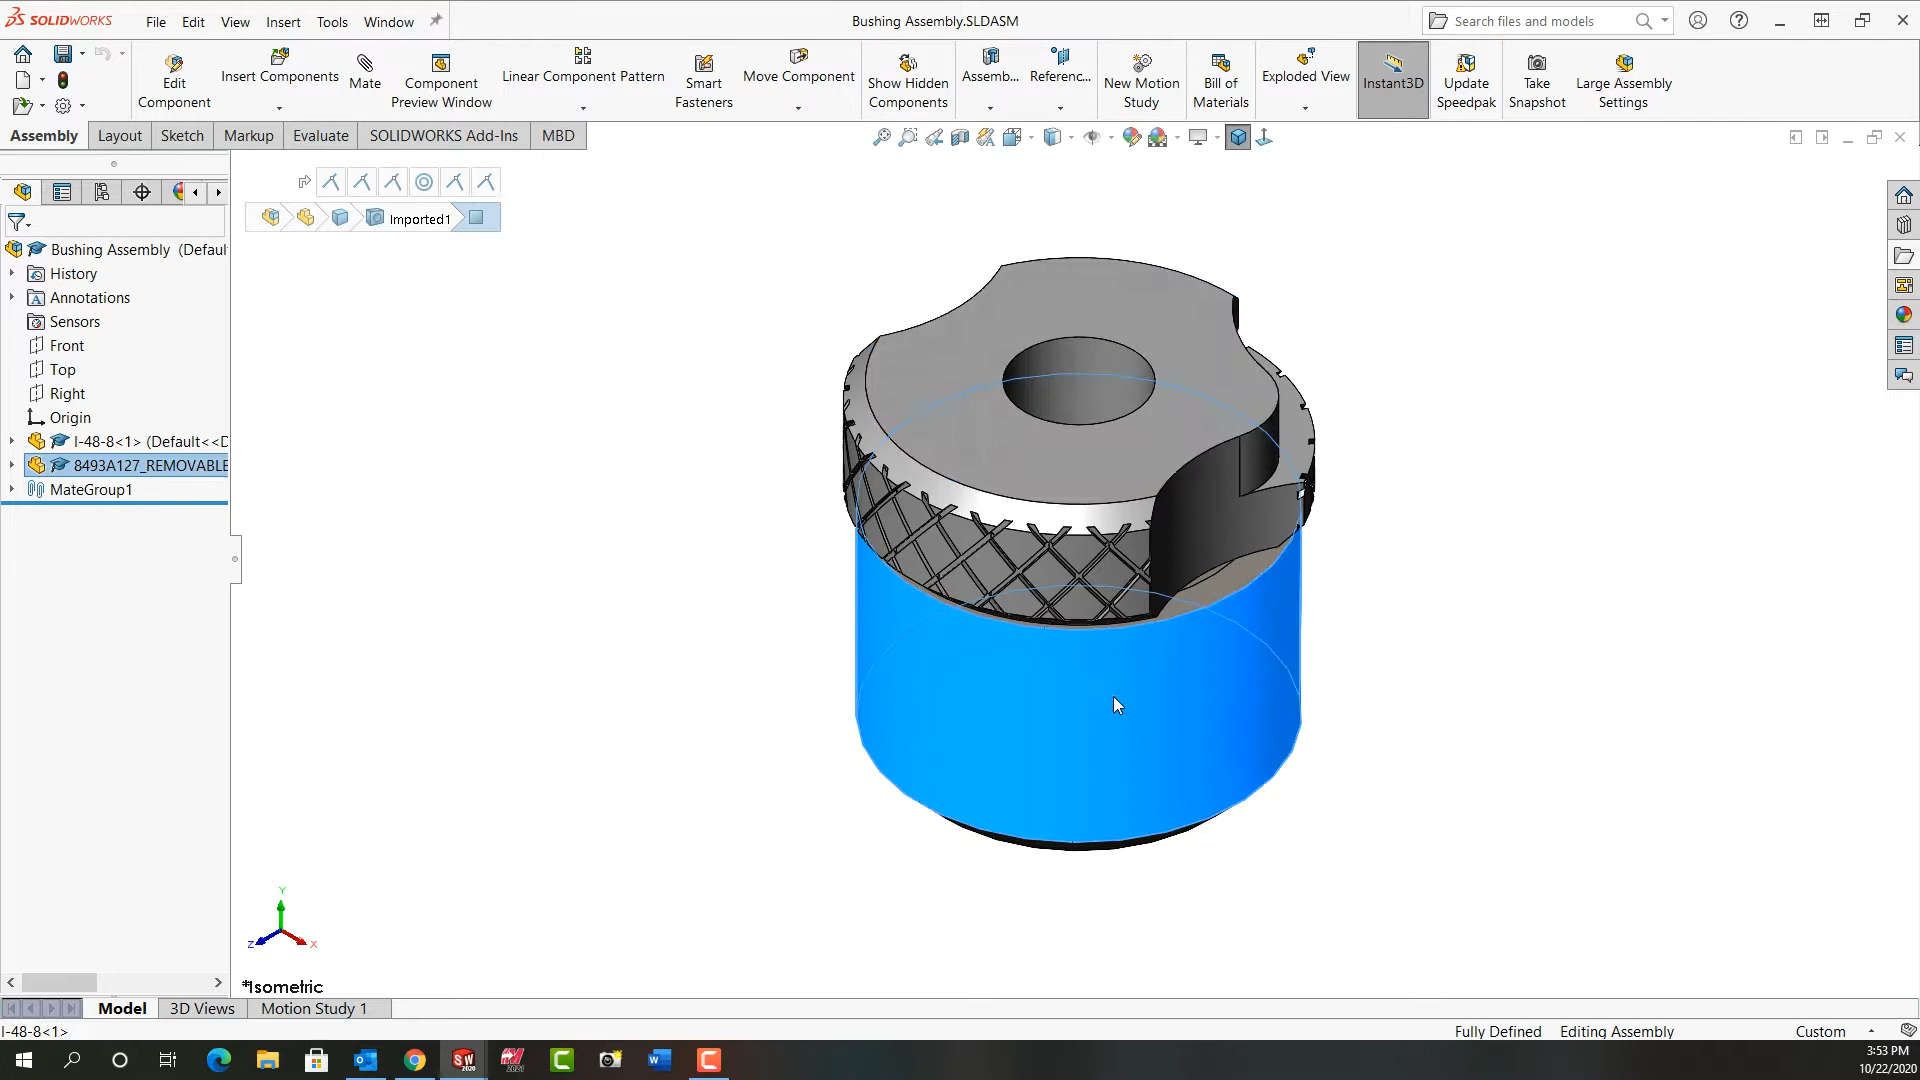 SOLIDWORKS File Edit View Insert Tools Window Bushing Assembly.SLDASM Search files and models
Edit Component
Insert Components
Mate
Component Preview Window
Linear Component Pattern
Smart Fasteners
Move Component
Show Hidden Components
Assemb...
Referenc...
New Motion Study
Bill of Materials
Exploded View
Instant3D
Update Speedpak
Take Snapshot
Large Assembly Settings
Assembly Layout Sketch Markup Evaluate SOLIDWORKS Add-Ins MBD
Imported1
Bushing Assembly (Defaul
History
Annotations
Sensors
Front
Top
Right
Origin
I-48-8<1> (Default<<D
8493A127_REMOVABLE
MateGroup1
Y
Z
X
*Isometric
Model 3D Views Motion Study 1
I-48-8<1> Fully Defined Editing Assembly Custom
3:53 PM
10/22/2020